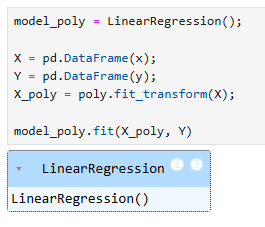 model_poly = LinearRegression();
X = pd.DataFrame(x);
Y = pd.DataFrame(y);
X_poly = poly.fit_transform(X);
model_poly.fit(X_poly, Y)
LinearRegression i ?
LinearRegression()